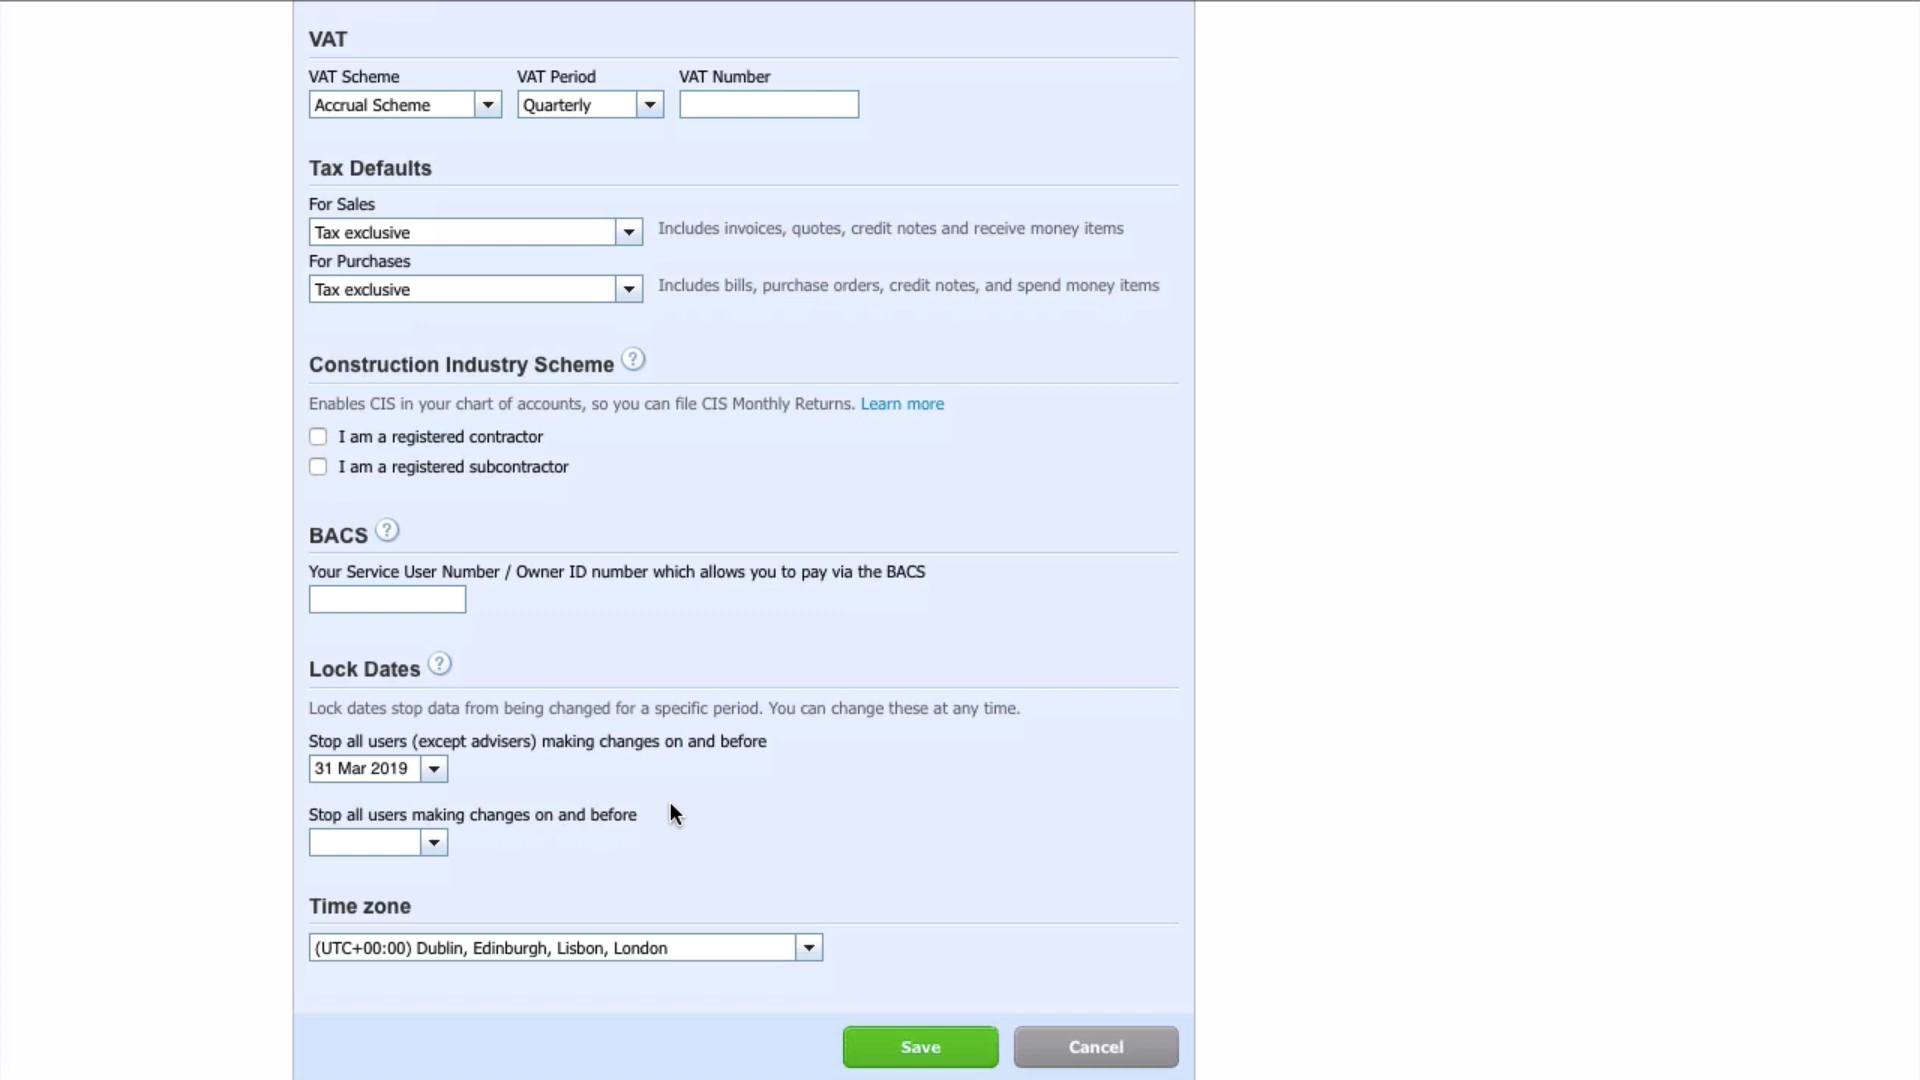 VAT
VAT Scheme VAT Period VAT Number
Accrual Scheme Quarterly
Tax Defaults
For Sales
Tax exclusive Includes invoices, quotes, credit notes and receive money items
For Purchases
Tax exclusive Includes bills, purchase orders, credit notes, and spend money items
Construction Industry Scheme ?
Enables CIS in your chart of accounts, so you can file CIS Monthly Returns. Learn more
I am a registered contractor
I am a registered subcontractor
BACS ?
Your Service User Number / Owner ID number which allows you to pay via the BACS
Lock Dates ?
Lock dates stop data from being changed for a specific period. You can change these at any time.
Stop all users (except advisers) making changes on and before
31 Mar 2019
Stop all users making changes on and before
Time zone
(UTC+00:00) Dublin, Edinburgh, Lisbon, London
Save Cancel